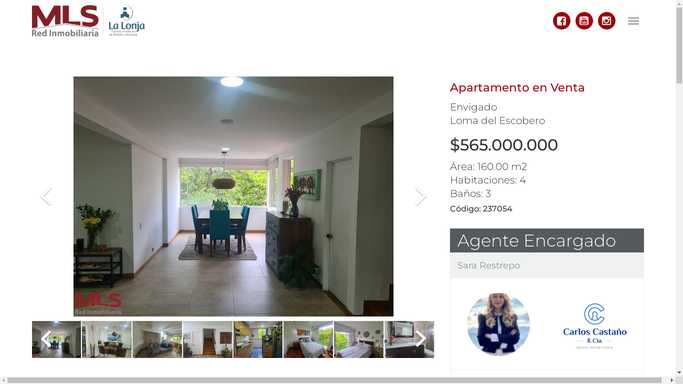 MLS
Red Inmobiliaria
La Lonja
Apartamento en Venta
Envigado
Loma del Escobero
$565.000.000
Área: 160.00 m2
Habitaciones: 4
Baños: 3
Código: 237054
Agente Encargado
Sara Restrepo
Carlos Castaño
& Cia.
MLS
Red Inmobiliaria